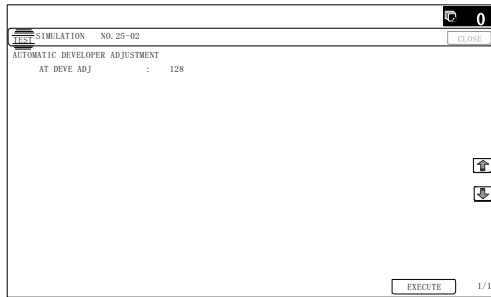 0
TEST SIMULATION NO.25-02
CLOSE
AUTOMATIC DEVELOPER ADJUSTMENT
AT DEVE ADJ : 128
EXECUTE 1/1